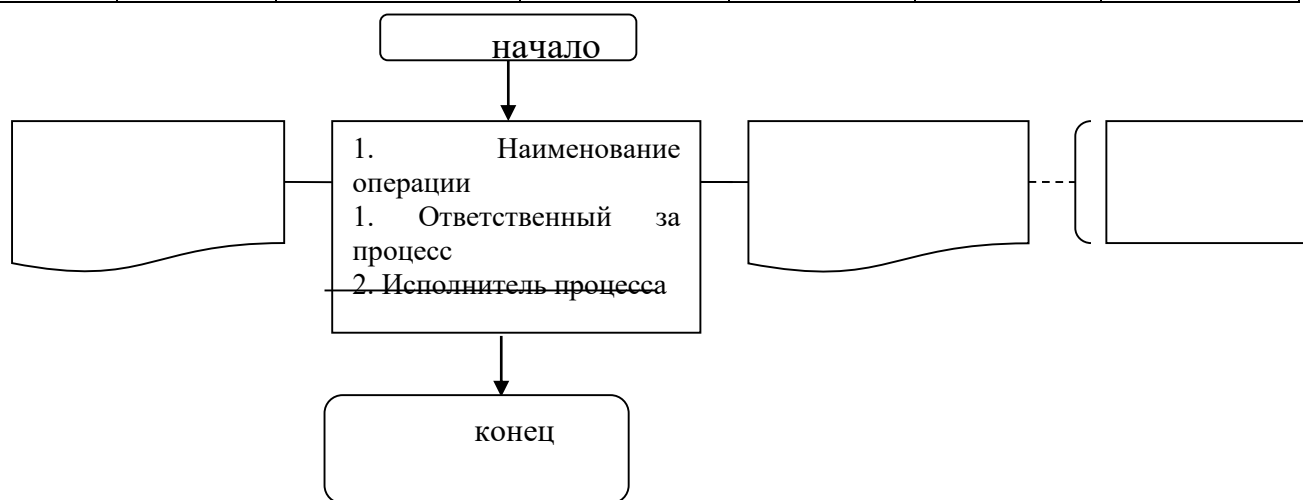 начало
1. Наименование
операции
1. Ответственный за
процесс
2. Исполнитель процесса
конец